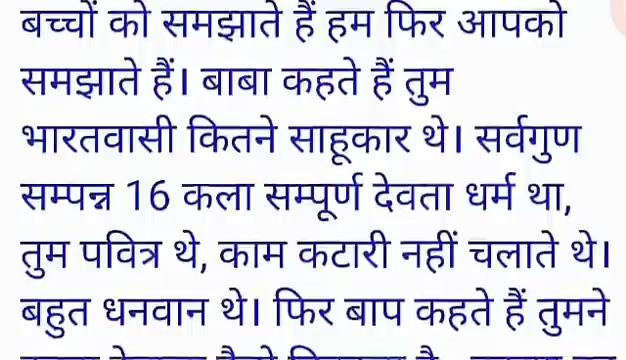 बच्चों को समझाते हैं हम फिर आपको
समझाते हैं। बाबा कहते हैं तुम
भारतवासी कितने साहूकार थे। सर्वगुण
सम्पन्न 16 कला सम्पूर्ण देवता धर्म था,
तुम पवित्र थे, काम कटारी नहीं चलाते थे।
बहुत धनवान थे। फिर बाप कहते हैं तुमने